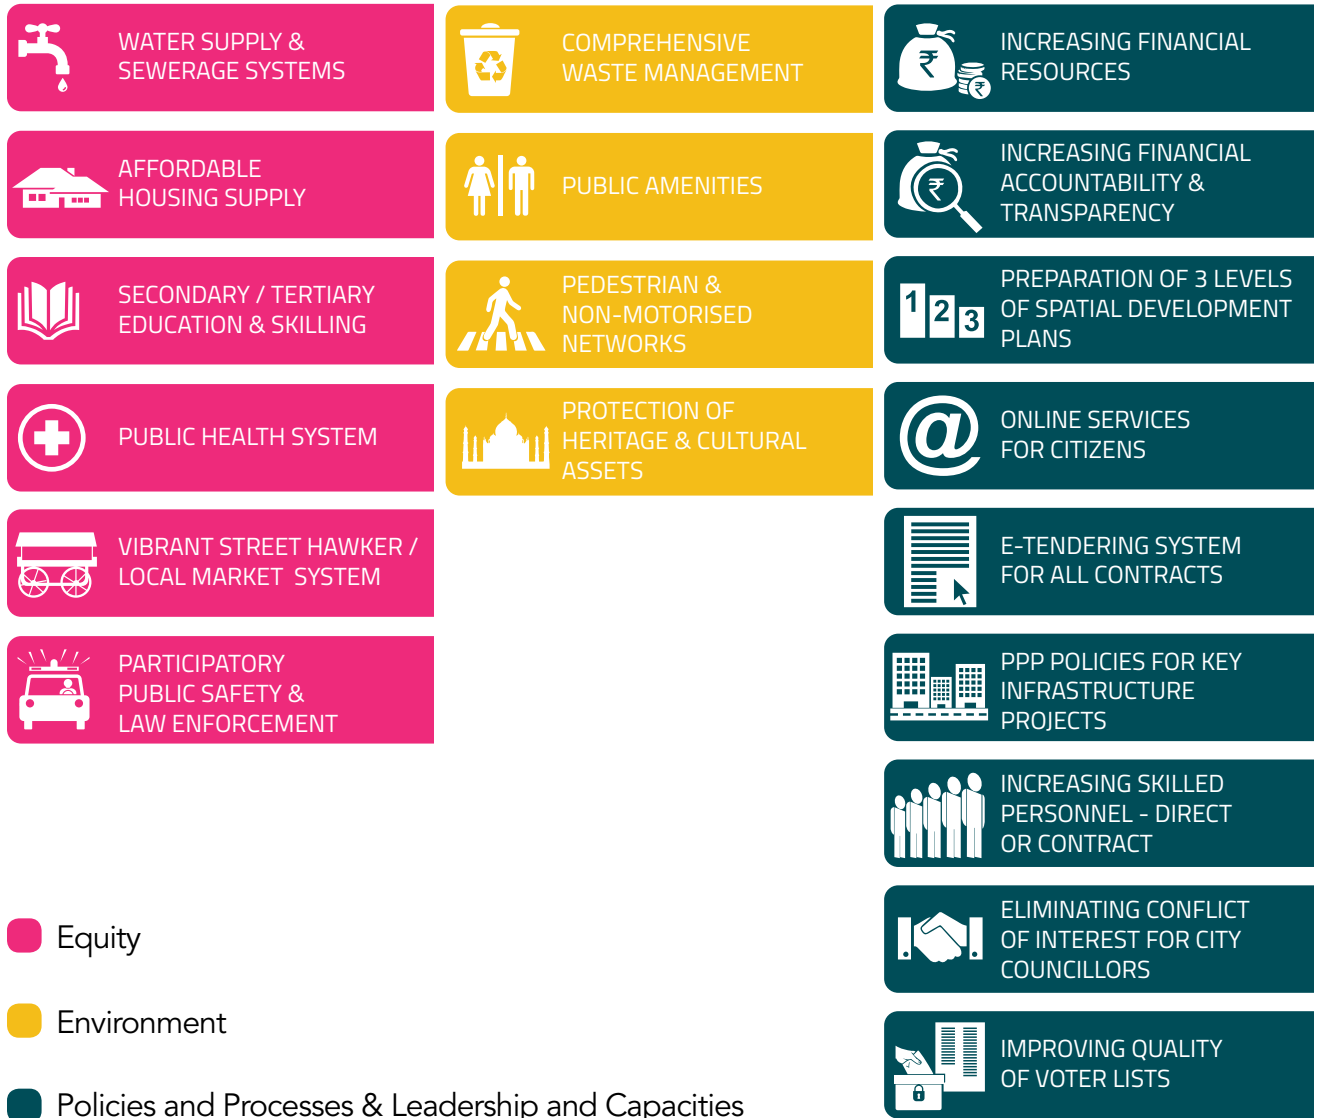 WATER SUPPLY &
SEWERAGE SYSTEMS
AFFORDABLE
HOUSING SUPPLY
SECONDARY / TERTIARY
EDUCATION & SKILLING
PUBLIC HEALTH SYSTEM
VIBRANT STREET HAWKER /
LOCAL MARKET SYSTEM
PARTICIPATORY
PUBLIC SAFETY &
LAW ENFORCEMENT
COMPREHENSIVE
WASTE MANAGEMENT
PUBLIC AMENITIES
PEDESTRIAN &
NON-MOTORISED
NETWORKS
PROTECTION OF
HERITAGE & CULTURAL
ASSETS
₹
₹
INCREASING FINANCIAL
RESOURCES
₹
INCREASING FINANCIAL
ACCOUNTABILITY &
TRANSPARENCY
1 2 3
PREPARATION OF 3 LEVELS
OF SPATIAL DEVELOPMENT
PLANS
@
ONLINE SERVICES
FOR CITIZENS
E-TENDERING SYSTEM
FOR ALL CONTRACTS
PPP POLICIES FOR KEY
INFRASTRUCTURE
PROJECTS
INCREASING SKILLED
PERSONNEL - DIRECT
OR CONTRACT
ELIMINATING CONFLICT
OF INTEREST FOR CITY
COUNCILLORS
IMPROVING QUALITY
OF VOTER LISTS
Equity
Environment
Policies and Processes & Leadership and Capacities